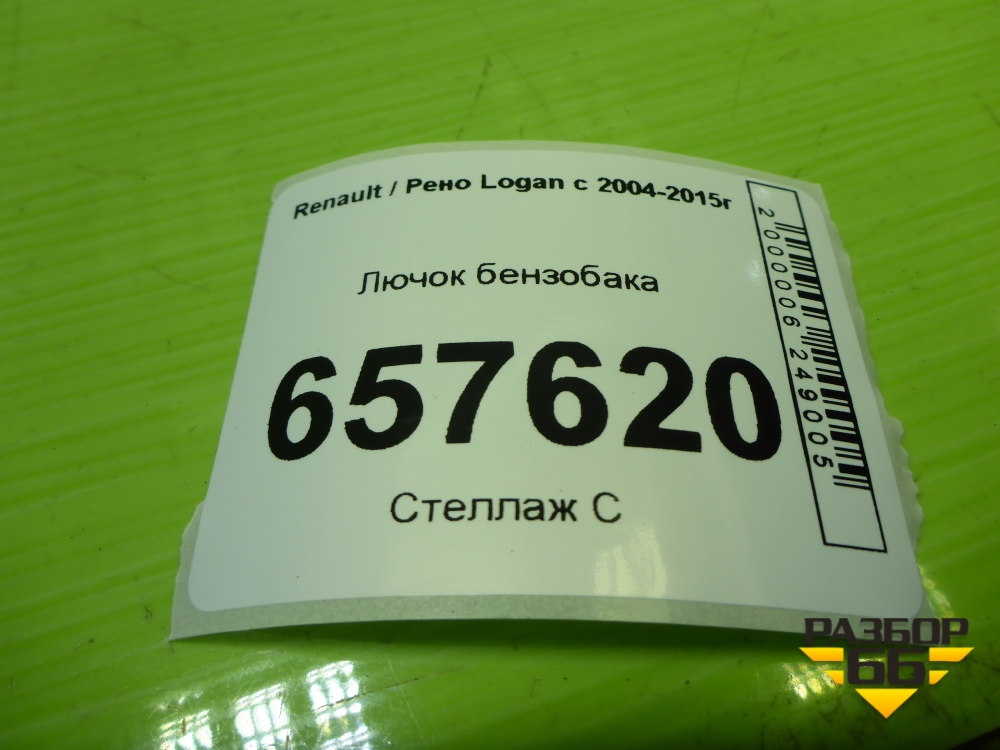 Renault / Рено Logan с 2004-2015г
Лючок бензобака
657620
Стеллаж С
2000006249005
РАЗБОР
66